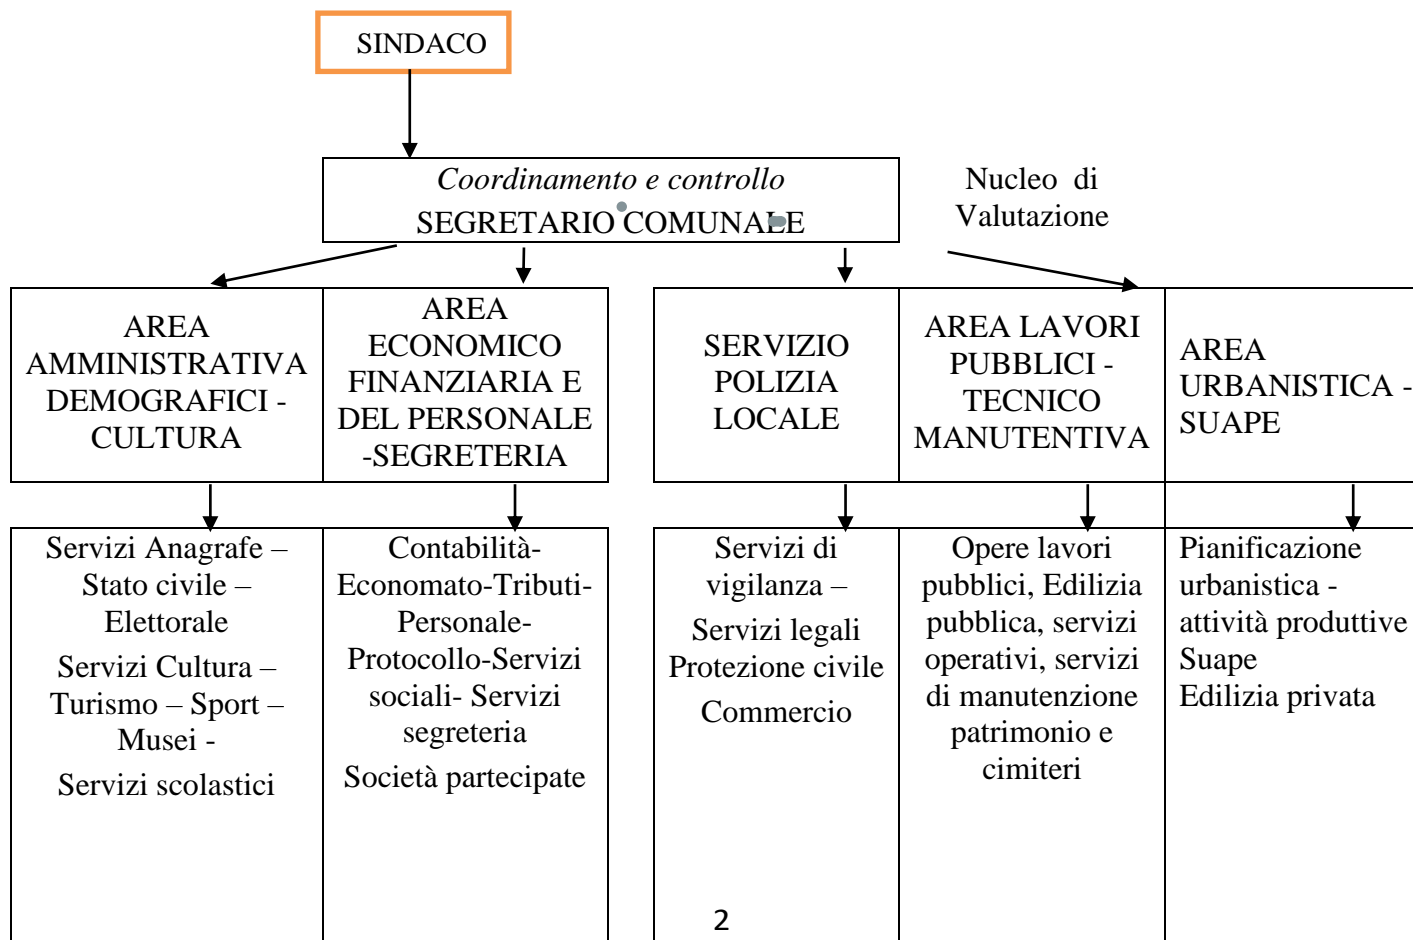 SINDACO
Coordinamento e controllo
SEGRETARIO COMUNALE
Nucleo di
Valutazione
AREA
AMMINISTRATIVA
DEMOGRAFICI -
CULTURA
AREA
ECONOMICO
FINANZIARIA E
DEL PERSONALE
-SEGRETERIA
SERVIZIO
POLIZIA
LOCALE
AREA LAVORI
PUBBLICI -
TECNICO
MANUTENTIVA
AREA
URBANISTICA -
SUAPE
Servizi Anagrafe –
Stato civile –
Elettorale
Servizi Cultura –
Turismo – Sport –
Musei -
Servizi scolastici
Contabilità-
Economato-Tributi-
Personale-
Protocollo-Servizi
sociali- Servizi
segreteria
Società partecipate
Servizi di
vigilanza –
Servizi legali
Protezione civile
Commercio
Opere lavori
pubblici, Edilizia
pubblica, servizi
operativi, servizi
di manutenzione
patrimonio e
cimiteri
Pianificazione
urbanistica -
attività produttive
Suape
Edilizia privata
2